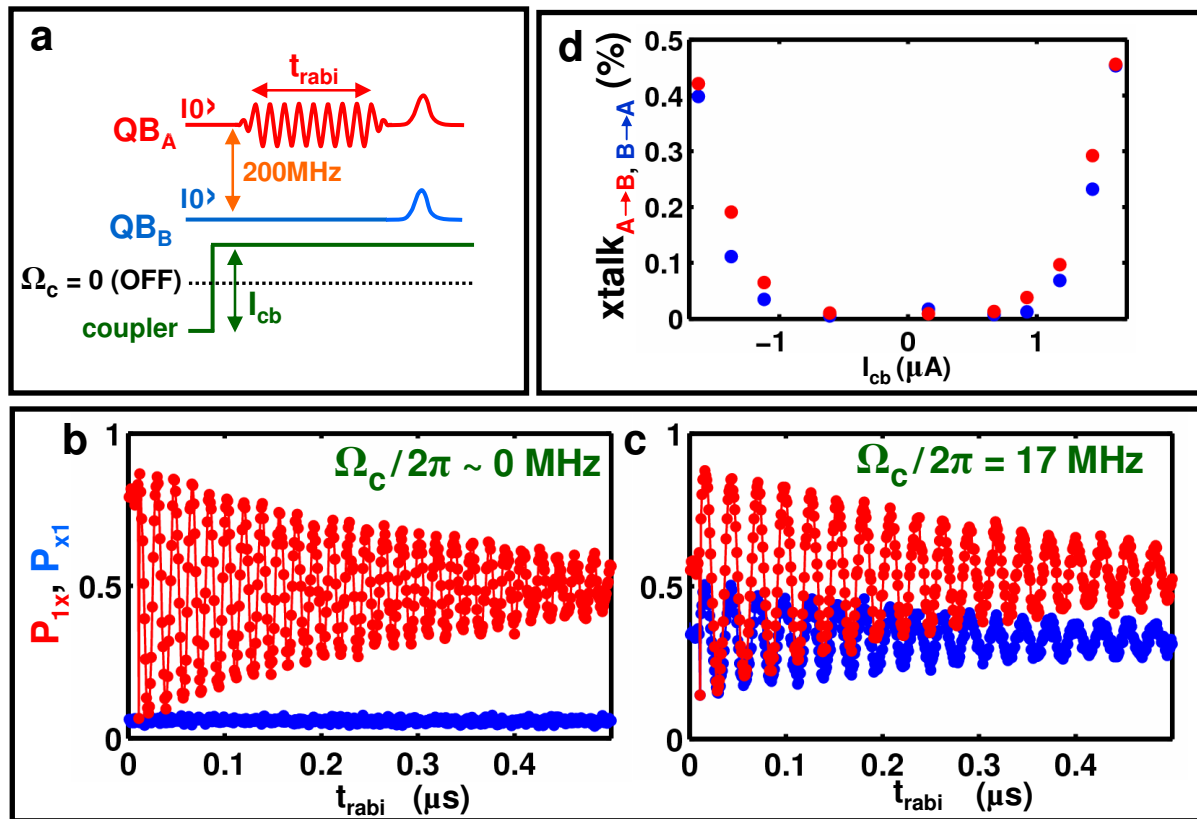 a
t_rabi
|0›
QB_A
200MHz
|0›
QB_B
Ω_c = 0 (OFF)
I_cb
coupler
d
xtalk_A→B, B→A (%)
0.5
0.4
0.3
0.2
0.1
0
−1
0
1
I_cb (μA)
b
Ω_c / 2π ~ 0 MHz
P_1x, P_x1
1
0.5
0
0
0.1
0.2
0.3
0.4
t_rabi (μs)
c
Ω_c / 2π = 17 MHz
1
0.5
0
0
0.1
0.2
0.3
0.4
t_rabi (μs)